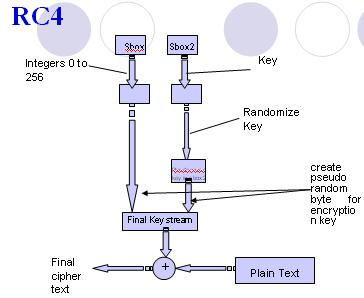 RC4
Sbox
Sbox2
Integers 0 to
256
Key
Randomize
Key
create
pseudo
random
byte for
encryptio
n key
Final Key stream
+
Final
cipher
text
Plain Text